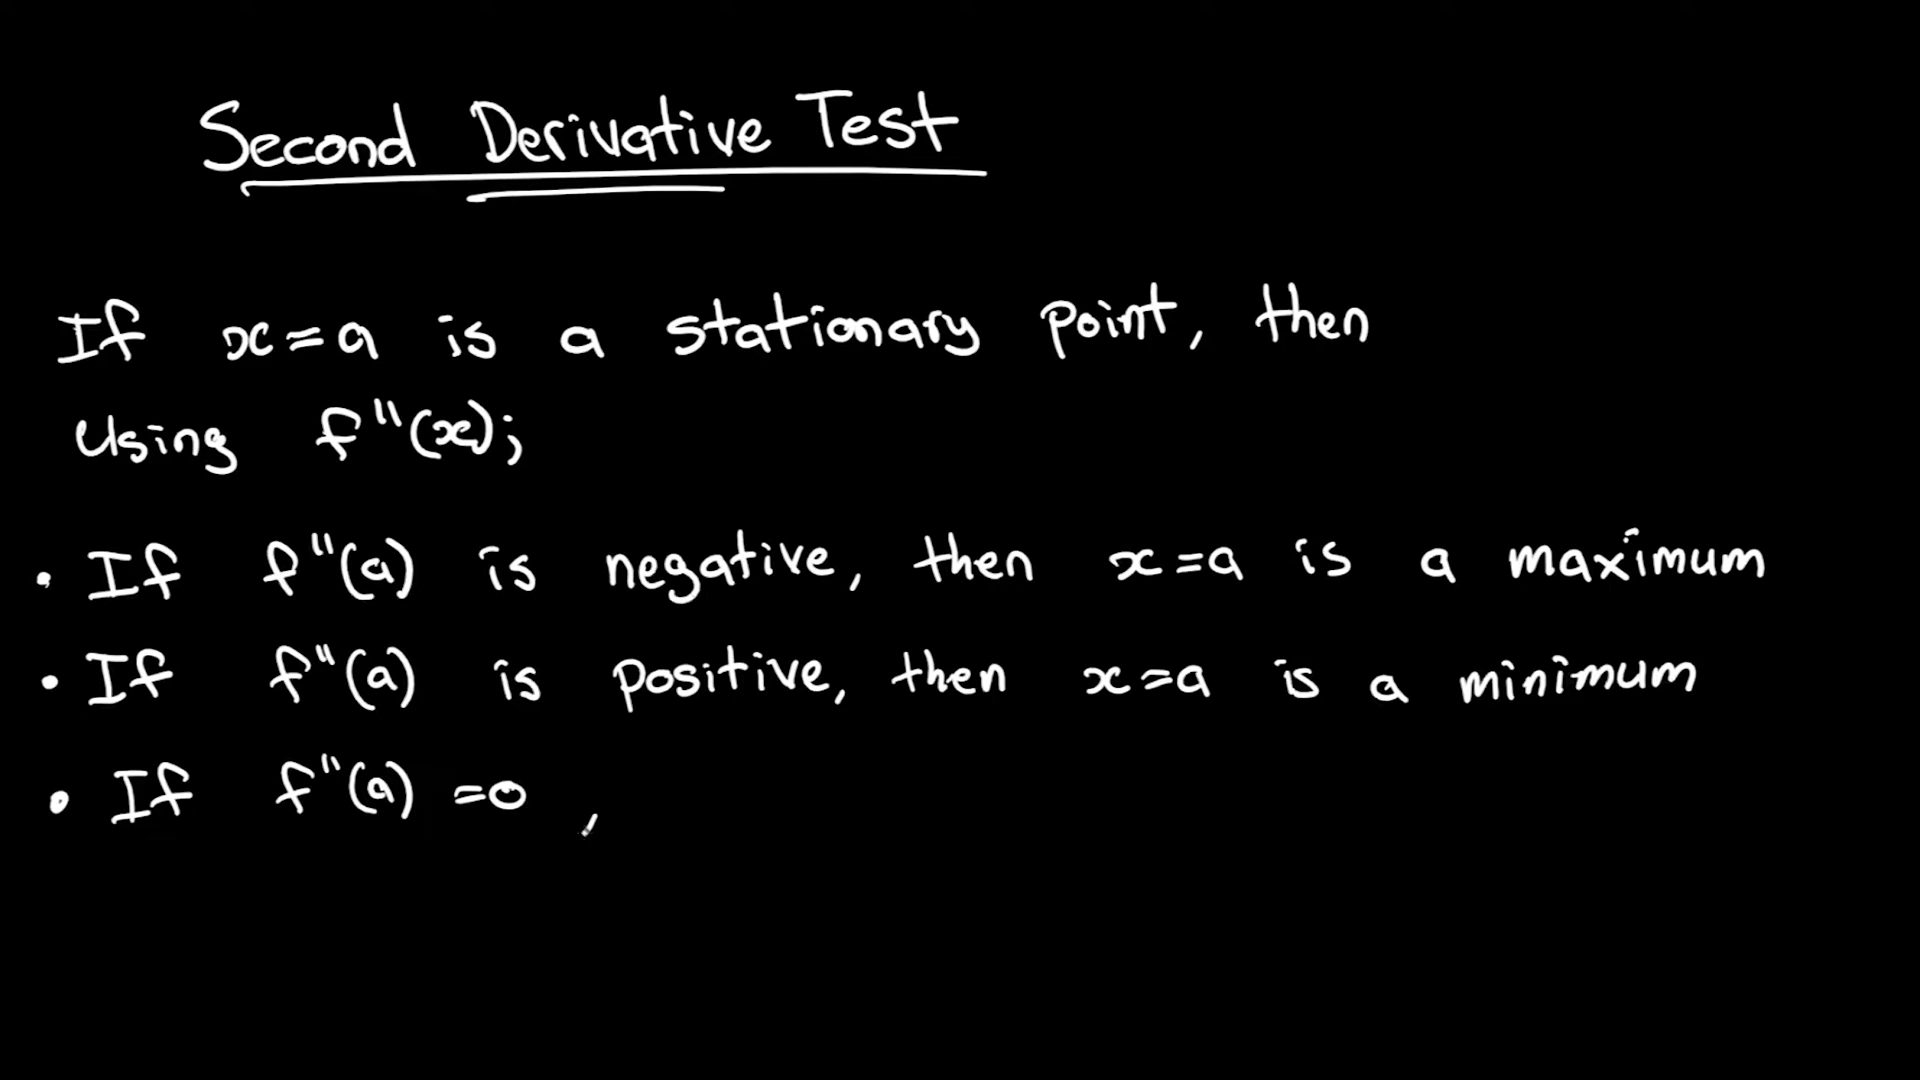 Second Derivative Test
If x=a is a stationary point, then
Using f"(x);
• If f"(a) is negative, then x=a is a maximum
• If f"(a) is positive, then x=a is a minimum
• If f"(a) =0 ,